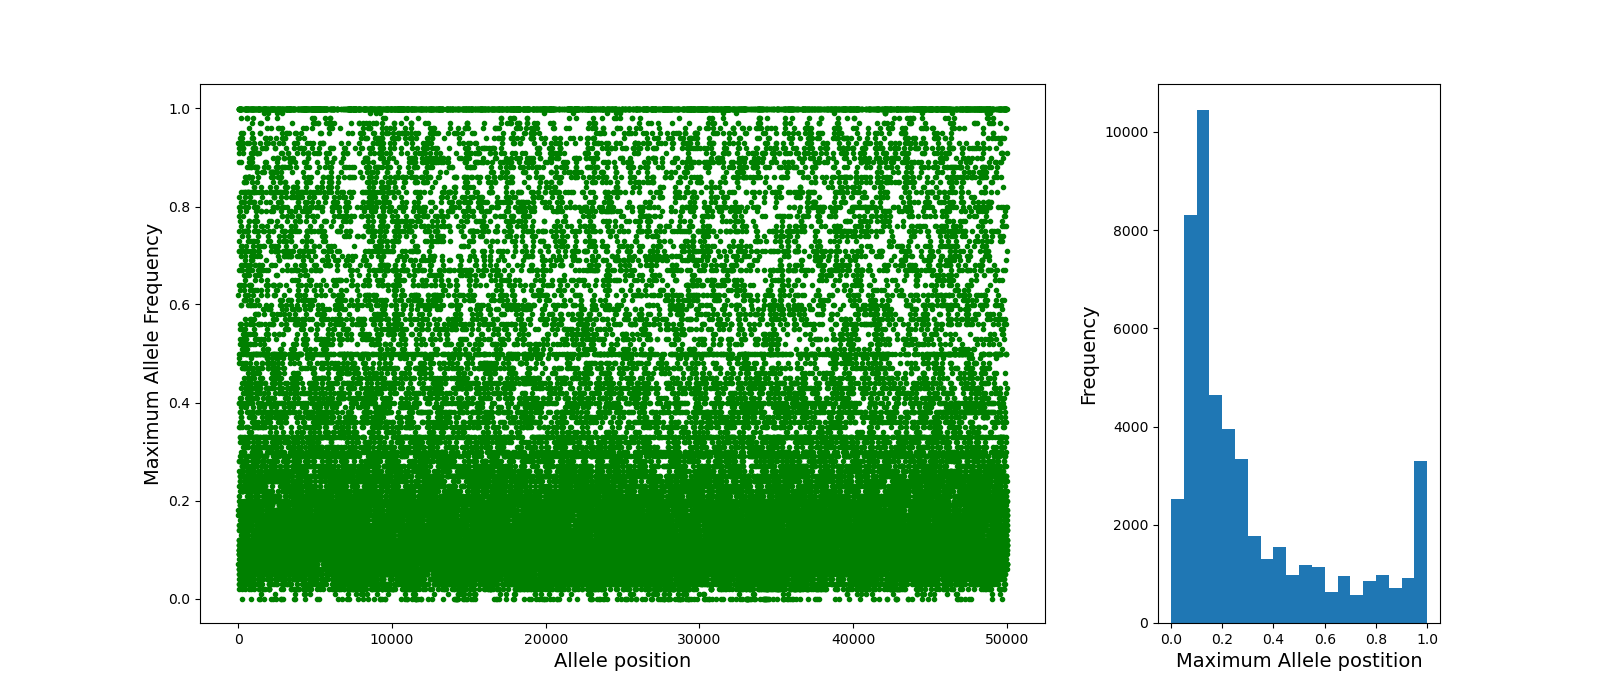 1.0
0.8
0.6
0.4
0.2
0.0
Maximum Allele Frequency
0 10000 20000 30000 40000 50000
Allele position
10000
8000
6000
4000
2000
0
Frequency
0.0 0.2 0.4 0.6 0.8 1.0
Maximum Allele postition